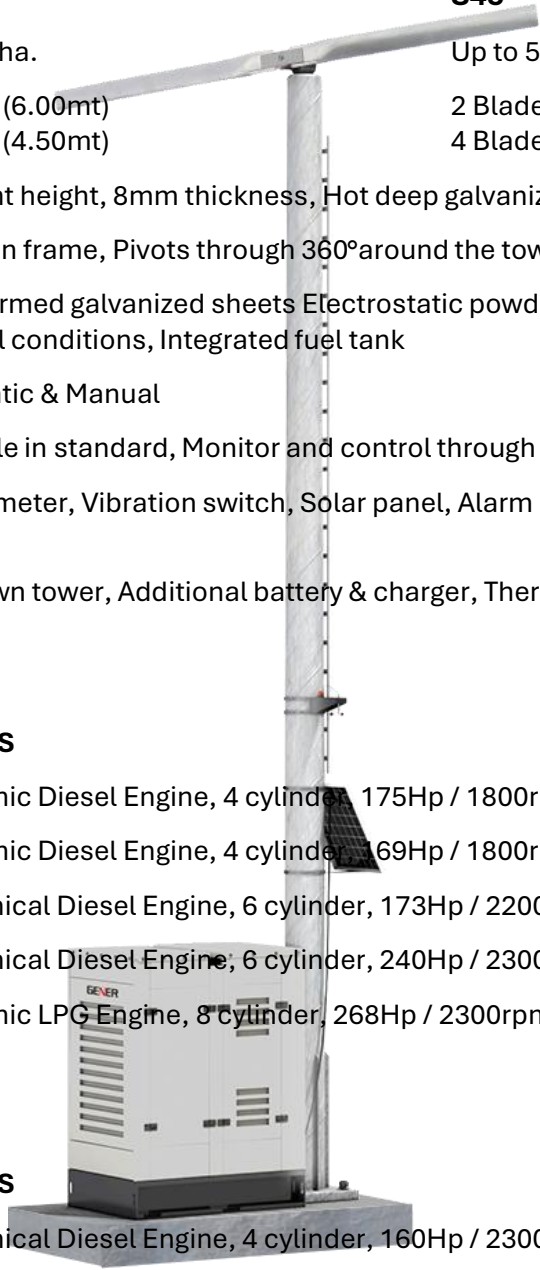 S48
ha.
Up to 5
(6.00mt)
2 Blade
(4.50mt)
4 Blade
nt height, 8mm thickness, Hot deep galvaniz
n frame, Pivots through 360°around the tow
rmed galvanized sheets Electrostatic powd
l conditions, Integrated fuel tank
tic & Manual
le in standard, Monitor and control through
meter, Vibration switch, Solar panel, Alarm
wn tower, Additional battery & charger, Ther
S
nic Diesel Engine, 4 cylinder, 175Hp / 1800r
nic Diesel Engine, 4 cylinder, 169Hp / 1800r
nical Diesel Engine, 6 cylinder, 173Hp / 2200
nical Diesel Engine, 6 cylinder, 240Hp / 2300
GENER
nic LPG Engine, 8 cylinder, 268Hp / 2300rpn
S
nical Diesel Engine, 4 cylinder, 160Hp / 2300